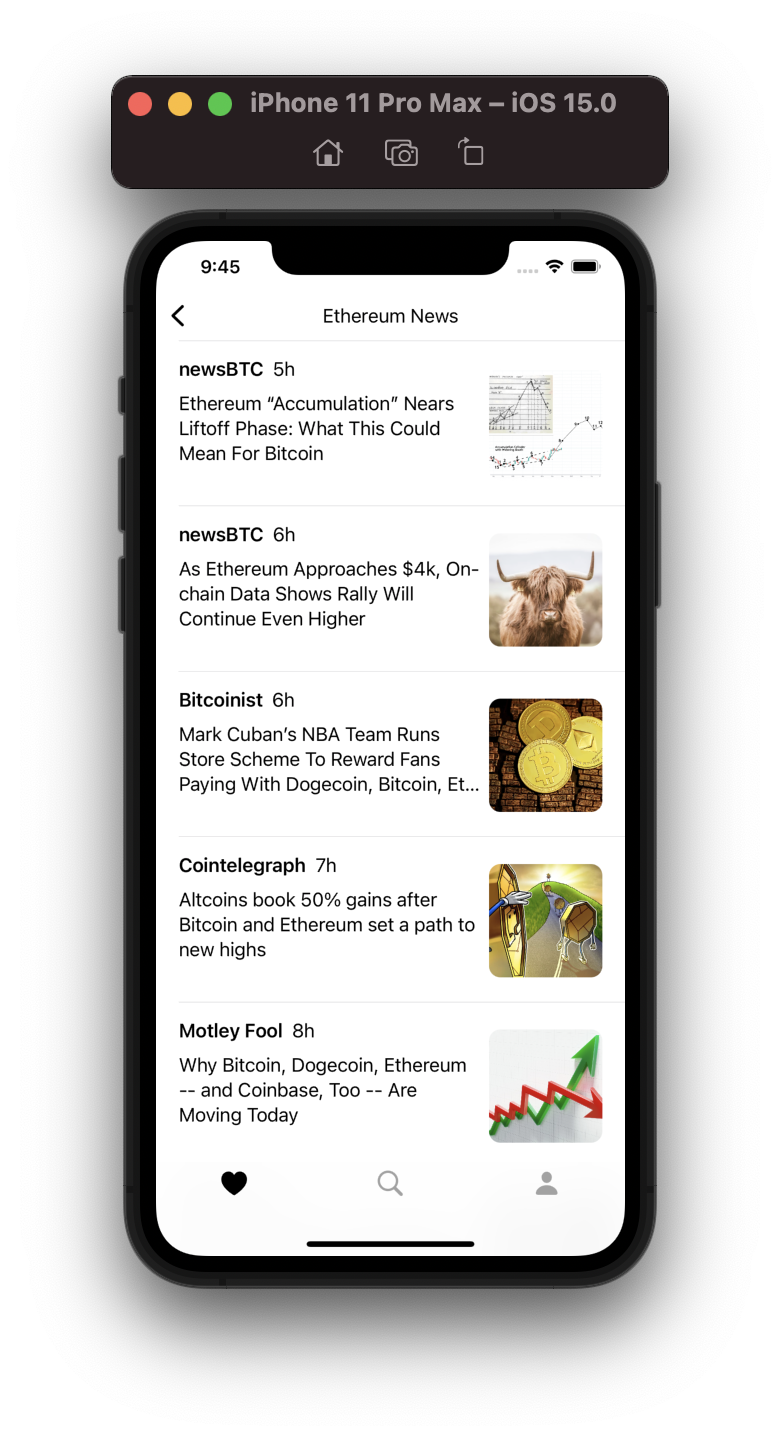 iPhone 11 Pro Max – iOS 15.0
9:45
Ethereum News
newsBTC 5h
Ethereum “Accumulation” Nears
Liftoff Phase: What This Could
Mean For Bitcoin
newsBTC 6h
As Ethereum Approaches $4k, On-
chain Data Shows Rally Will
Continue Even Higher
Bitcoinist 6h
Mark Cuban’s NBA Team Runs
Store Scheme To Reward Fans
Paying With Dogecoin, Bitcoin, Et...
Cointelegraph 7h
Altcoins book 50% gains after
Bitcoin and Ethereum set a path to
new highs
Motley Fool 8h
Why Bitcoin, Dogecoin, Ethereum
-- and Coinbase, Too -- Are
Moving Today